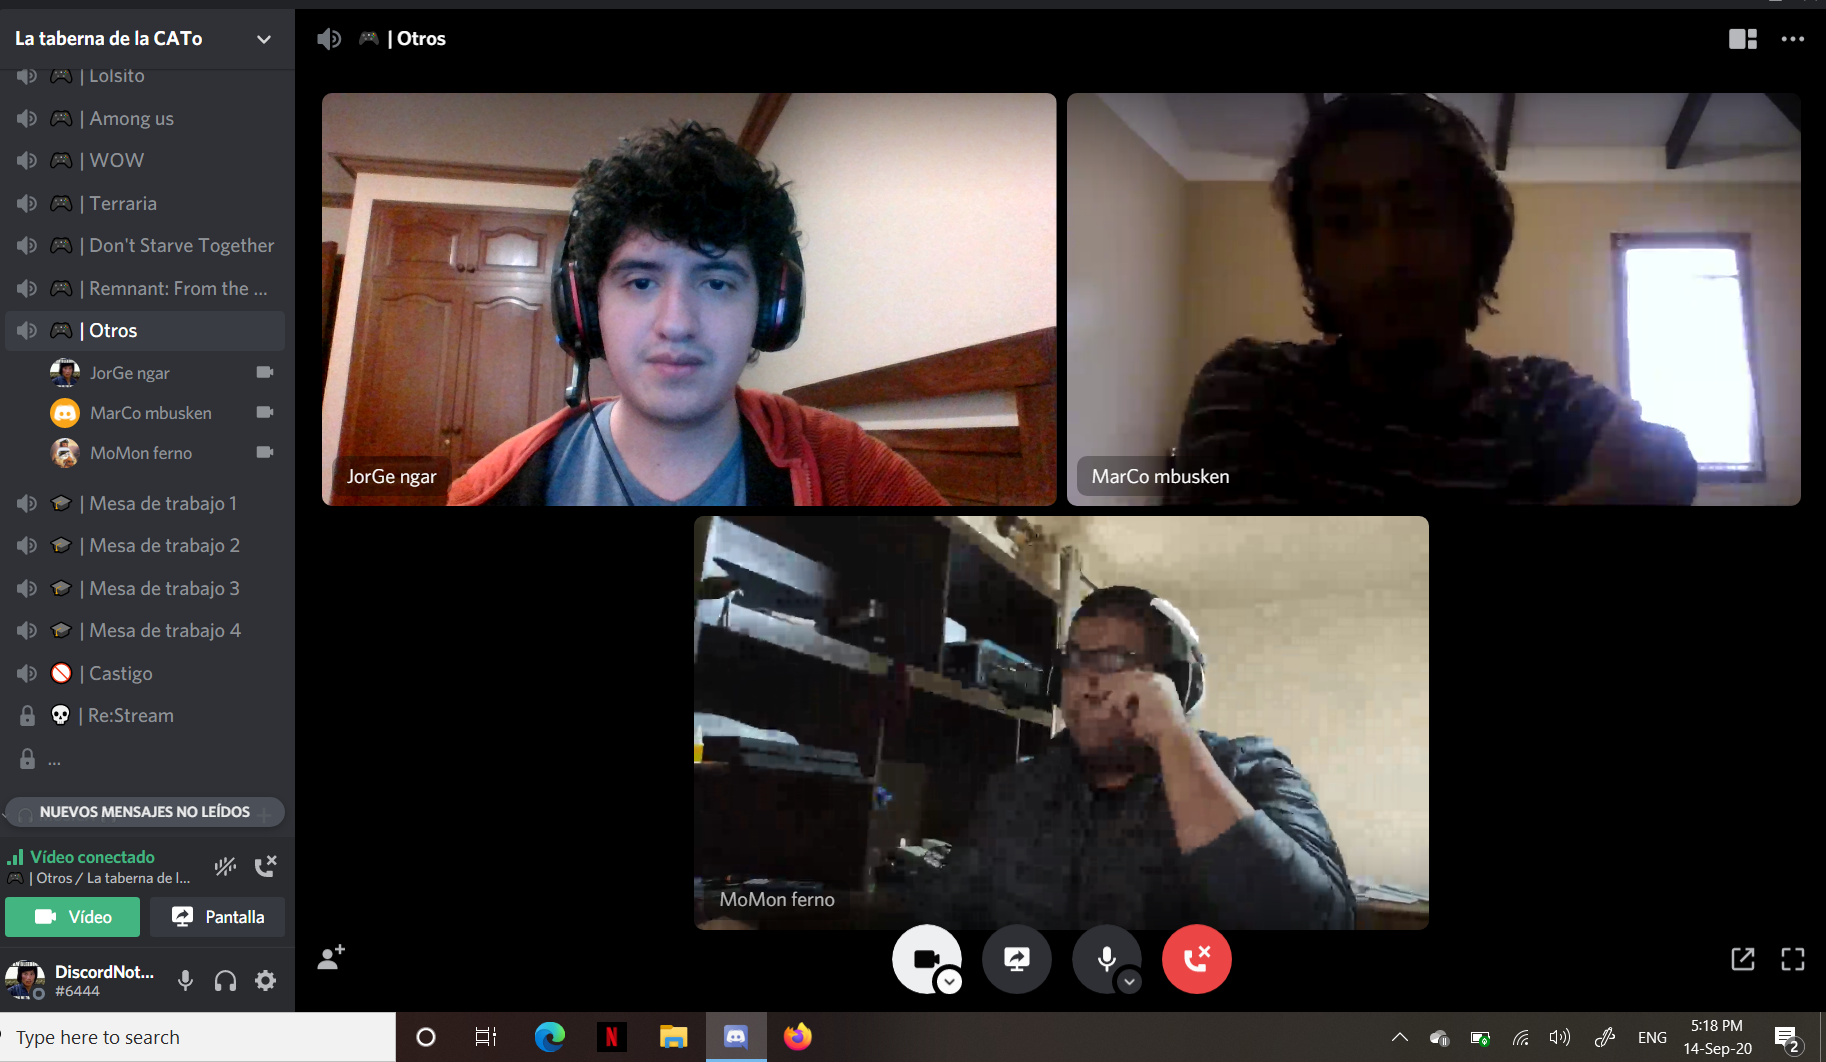 La taberna de la CATo
| Lolsito
| Among us
| WOW
| Terraria
| Don't Starve Together
| Remnant: From the ...
| Otros
JorGe ngar
MarCo mbusken
MoMon ferno
| Mesa de trabajo 1
| Mesa de trabajo 2
| Mesa de trabajo 3
| Mesa de trabajo 4
| Castigo
| Re:Stream
...
NUEVOS MENSAJES NO LEÍDOS
Vídeo conectado
| Otros / La taberna de l...
Vídeo
Pantalla
DiscordNot...
#6444
| Otros
JorGe ngar
MarCo mbusken
MoMon ferno
Type here to search
N
ENG
5:18 PM
14-Sep-20
2